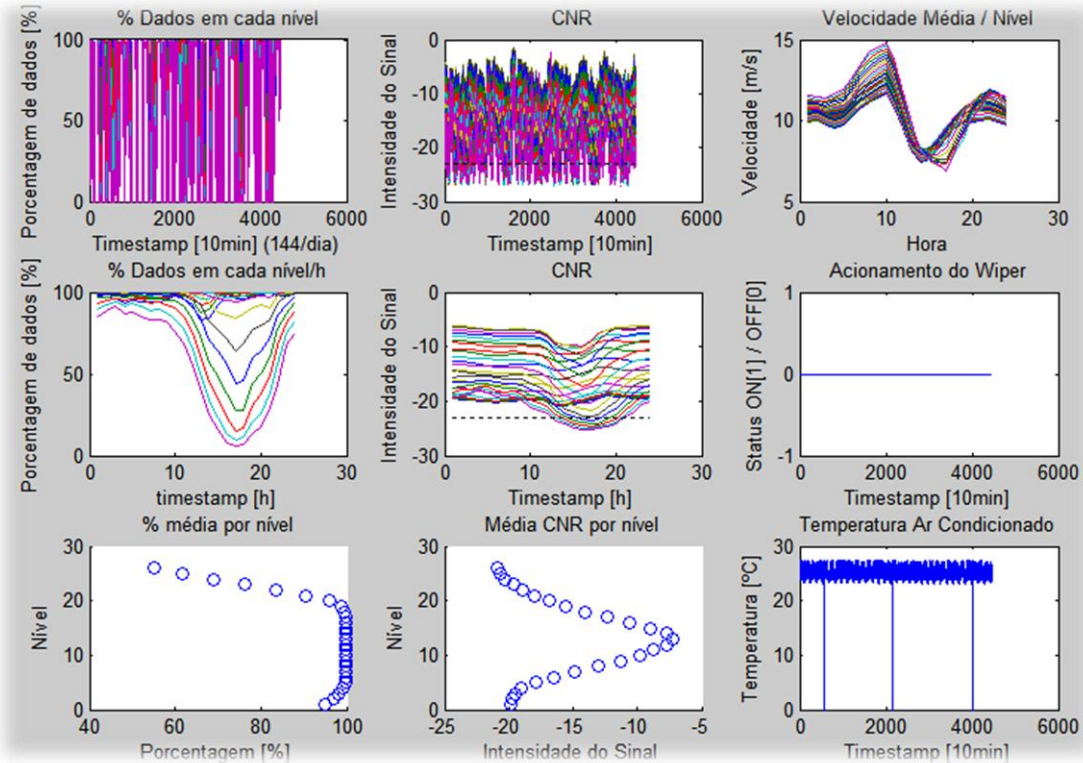 % Dados em cada nível
Porcentagem de dados [%]
100
50
0
0 2000 4000 6000
Timestamp [10min] (144/dia)
CNR
Intensidade do Sinal
0
-10
-20
-30
0 2000 4000 6000
Timestamp [10min]
Velocidade Média / Nível
Velocidade [m/s]
15
10
5
0 10 20 30
Hora
% Dados em cada nível/h
Porcentagem de dados [%]
100
50
0
0 10 20 30
timestamp [h]
CNR
Intensidade do Sinal
0
-10
-20
-30
0 10 20 30
Timestamp [h]
Acionamento do Wiper
Status ON[1] / OFF[0]
1
0
-1
0 2000 4000 6000
Timestamp [10min]
% média por nível
Nível
30
20
10
0
40 60 80 100
Porcentagem [%]
Média CNR por nível
Nível
30
20
10
0
-25 -20 -15 -10 -5
Intensidade do Sinal
Temperatura Ar Condicionado
Temperatura [ºC]
30
20
10
0
0 2000 4000 6000
Timestamp [10min]